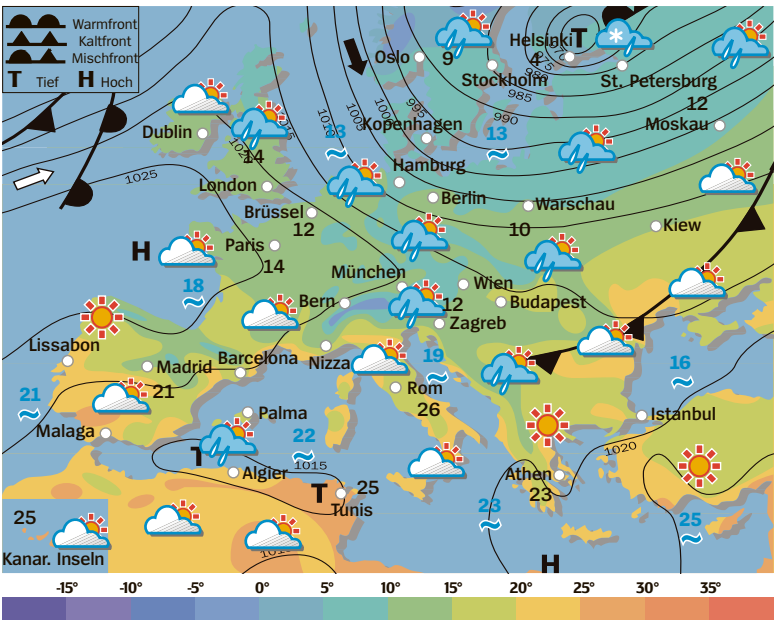 Warmfront
Kaltfront
Mischfront
T Tief H Hoch
Oslo
9
Helsinki
T
4
975
980
985
990
995
1000
1005
1010
1015
Stockholm
St. Petersburg
12
Moskau
Kopenhagen
13
13
Dublin
14
Hamburg
London
Berlin
Warschau
10
Kiew
1025
Brüssel
12
H
Paris
14
18
München
Wien
Bern
12
Budapest
Zagreb
Lissabon
Madrid
21
Barcelona
Nizza
19
Rom
26
16
21
Palma
Malaga
Istanbul
22
T
Algier
1015
1020
Athen
23
T
25
Tunis
23
25
25
Kanar. Inseln
H
-15° -10° -5° 0° 5° 10° 15° 20° 25° 30° 35°